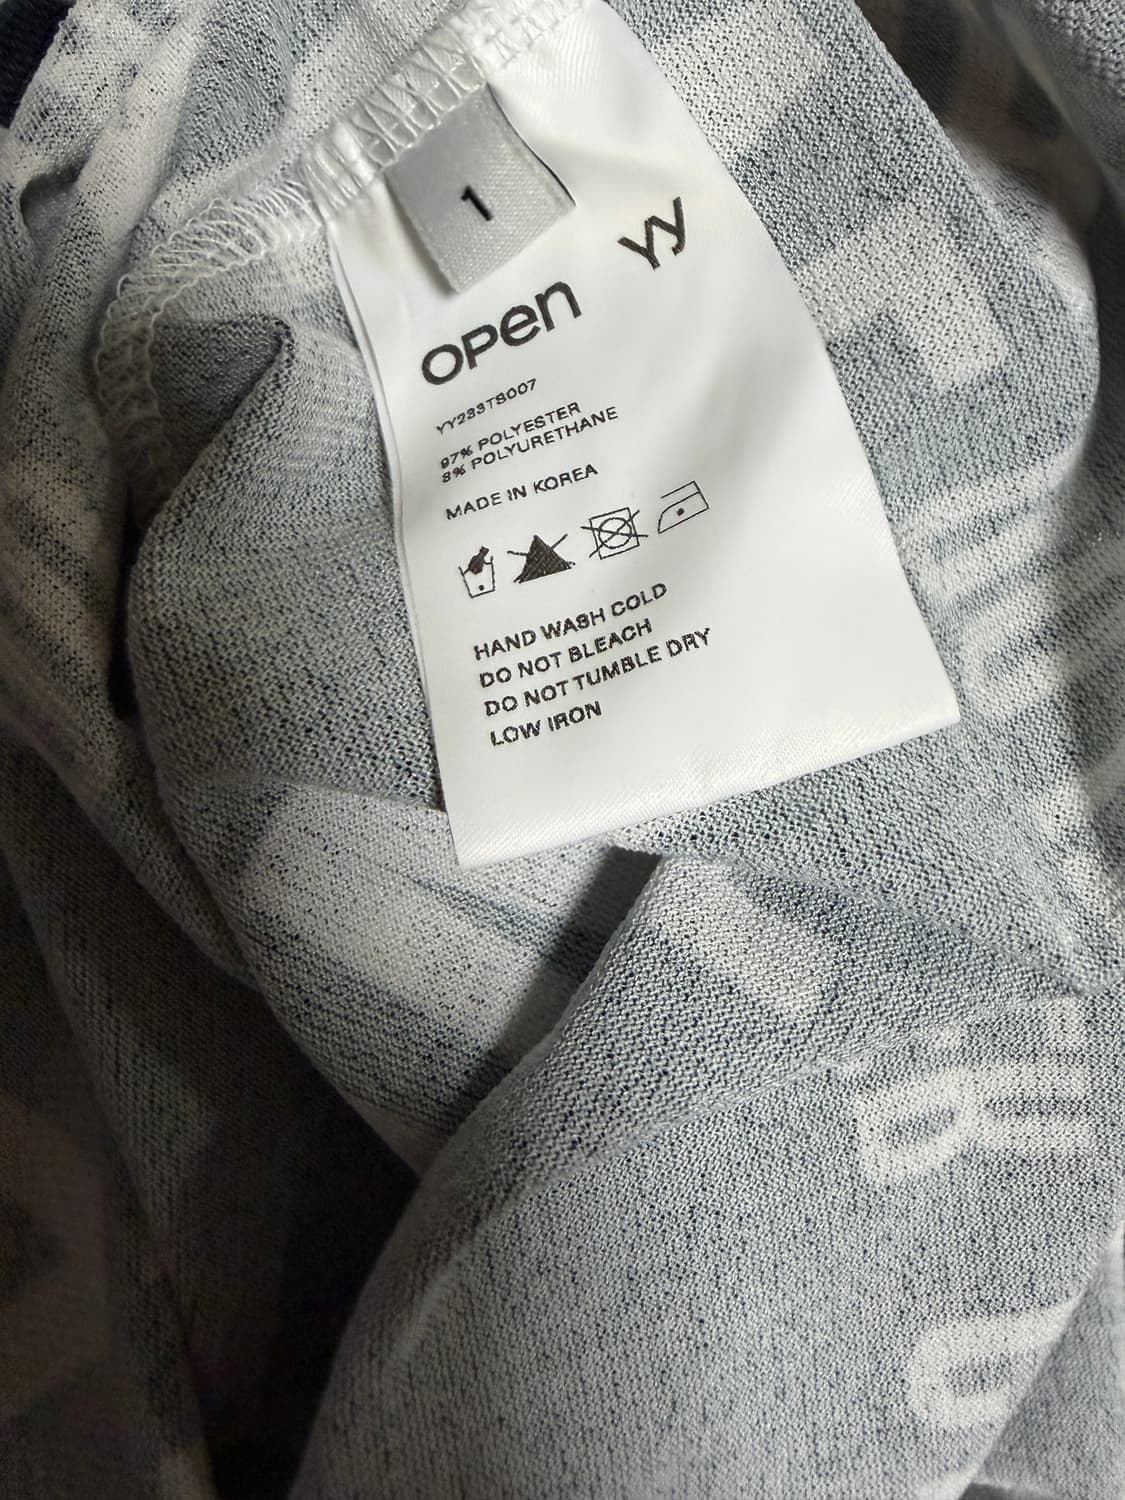 1
OPEN YY
YY233TS007
97% POLYESTER
3% POLYURETHANE
MADE IN KOREA
HAND WASH COLD
DO NOT BLEACH
DO NOT TUMBLE DRY
LOW IRON